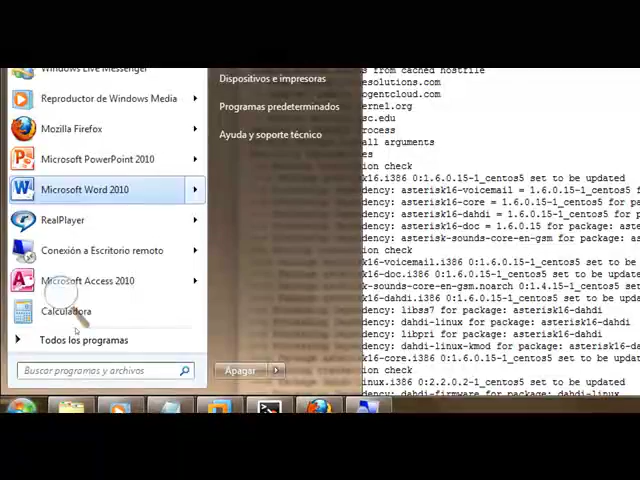 Windows Live Messenger
Reproductor de Windows Media
Mozilla Firefox
Microsoft PowerPoint 2010
Microsoft Word 2010
RealPlayer
Conexión a Escritorio remoto
Microsoft Access 2010
Calculadora
Todos los programas
Buscar programas y archivos
Dispositivos e impresoras
Programas predeterminados
Ayuda y soporte técnico
Apagar
s from cached hostfile
esolutions.com
ogentcloud.com
ernel.org
sc.edu
rocess
all arguments
ies
ion check
k16.i386 0:1.6.0.15-1_centos5 set to be updated
dency: asterisk16-voicemail = 1.6.0.15-1_centos5 f
dency: asterisk16-core = 1.6.0.15-1_centos5 for pa
dency: asterisk16-dahdi = 1.6.0.15-1_centos5 for p
dency: asterisk16-doc = 1.6.0.15 for package: aste
dency: asterisk-sounds-core-en-gsm for package: as
ion check
k16-voicemail.i386 0:1.6.0.15-1_centos5 set to be
k16-doc.i386 0:1.6.0.15-1_centos5 set to be update
k-sounds-core-en-gsm.noarch 0:1.4.15-1_centos5 set
k16-dahdi.i386 0:1.6.0.15-1_centos5 set to be upda
dency: libss7 for package: asterisk16-dahdi
dency: dahdi-linux for package: asterisk16-dahdi
dency: libpri for package: asterisk16-dahdi
dency: dahdi-linux-kmod for package: asterisk16-da
k16-core.i386 0:1.6.0.15-1_centos5 set to be updat
ion check
linux.i386 0:2.2.0.2-1_centos5 set to be updated
dency: dahdi-firmware for package: dahdi-linux